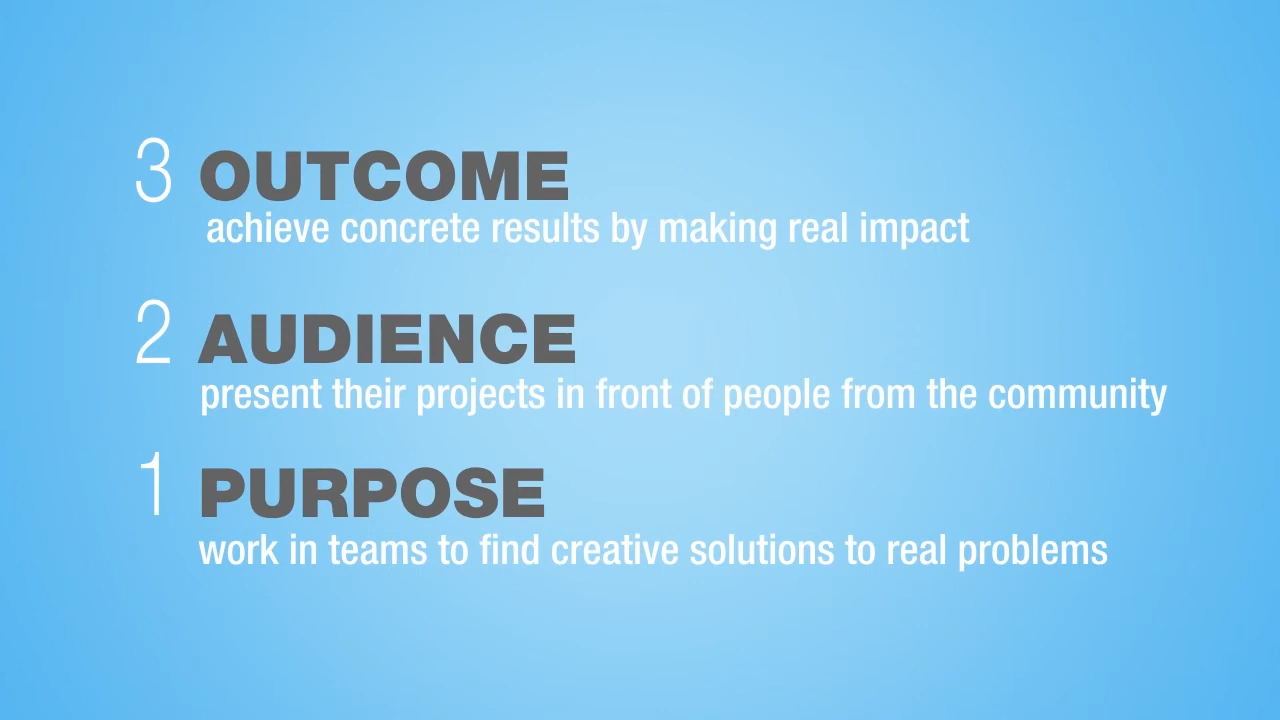 3 OUTCOME
achieve concrete results by making real impact
2 AUDIENCE
present their projects in front of people from the community
1 PURPOSE
work in teams to find creative solutions to real problems